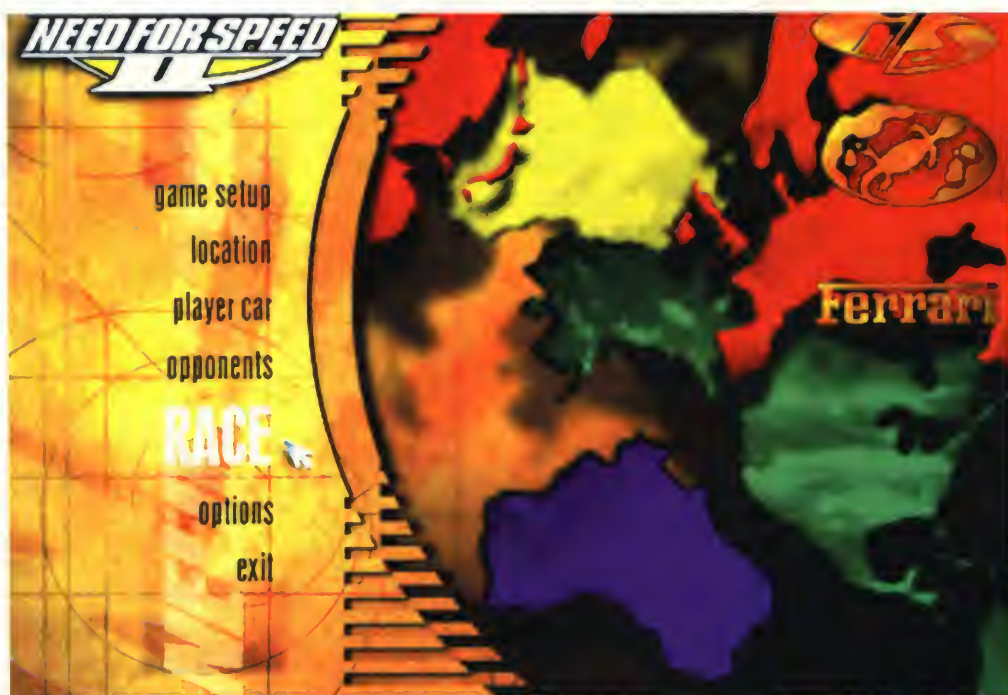 NEED FOR SPEED
II
game setup
location
player car
opponents
RACE
options
exit
Ferrari